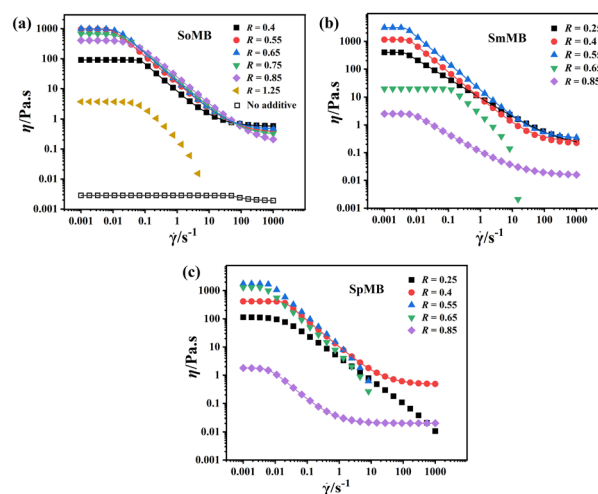 (a)
SoMB
R = 0.4
R = 0.55
R = 0.65
R = 0.75
R = 0.85
R = 1.25
No additive
η/Pa.s
1000
100
10
1
0.1
0.01
0.001
0.001 0.01 0.1 1 10 100 1000
γ̇/s⁻¹
(b)
SmMB
R = 0.25
R = 0.4
R = 0.55
R = 0.65
R = 0.85
η/Pa.s
1000
100
10
1
0.1
0.01
0.001
0.001 0.01 0.1 1 10 100 1000
γ̇/s⁻¹
(c)
SpMB
R = 0.25
R = 0.4
R = 0.55
R = 0.65
R = 0.85
η/Pa.s
1000
100
10
1
0.1
0.01
0.001
0.001 0.01 0.1 1 10 100 1000
γ̇/s⁻¹